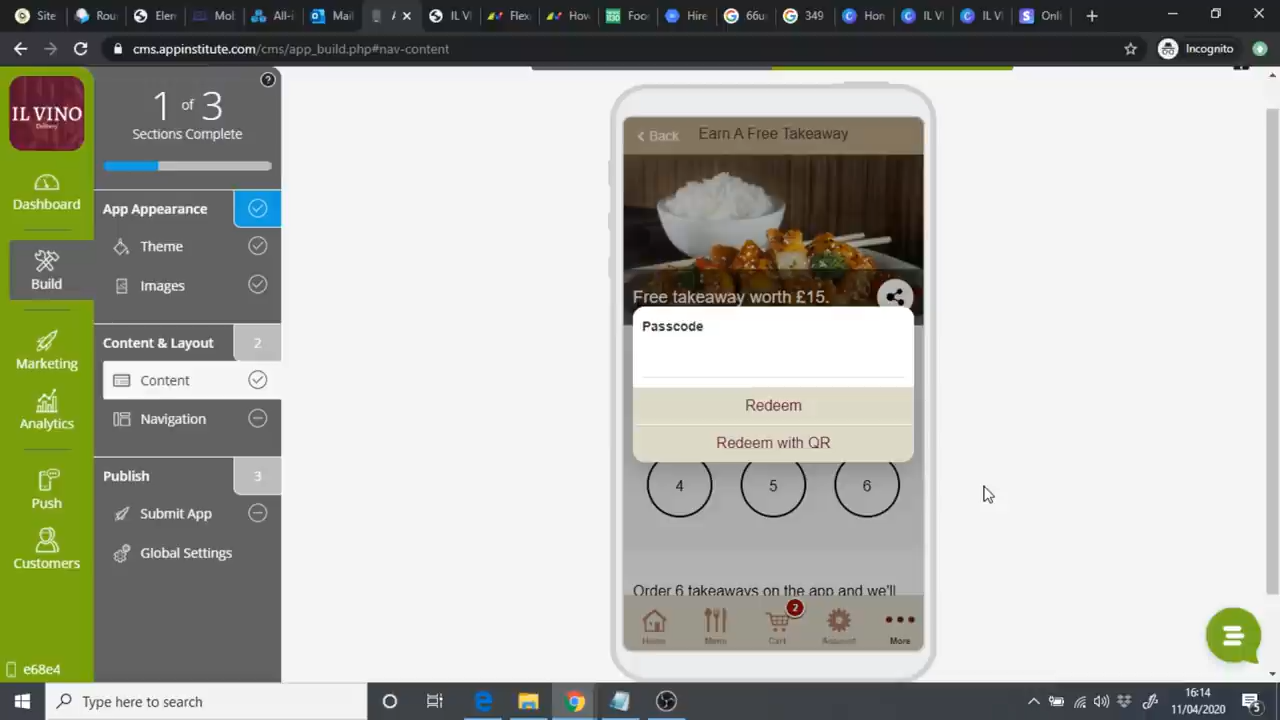 Site
Rou
Elem
Mol
All-i
Mail
IL VI
Flex
How
Foo
Hire
66u
349
Hor
IL Vi
IL Vi
Onli
cms.appinstitute.com/cms/app_build.php#nav-content
Incognito
IL VINO
Delivery
Dashboard
Build
Marketing
Analytics
Push
Customers
e68e4
1 of 3
Sections Complete
App Appearance
Theme
Images
Content & Layout
2
Content
Navigation
Publish
3
Submit App
Global Settings
Back
Earn A Free Takeaway
Free takeaway worth £15.
Passcode
Redeem
Redeem with QR
4 5 6
Order 6 takeaways on the app and we'll
2
Home Menu Cart Account More
Type here to search
16:14
11/04/2020
5